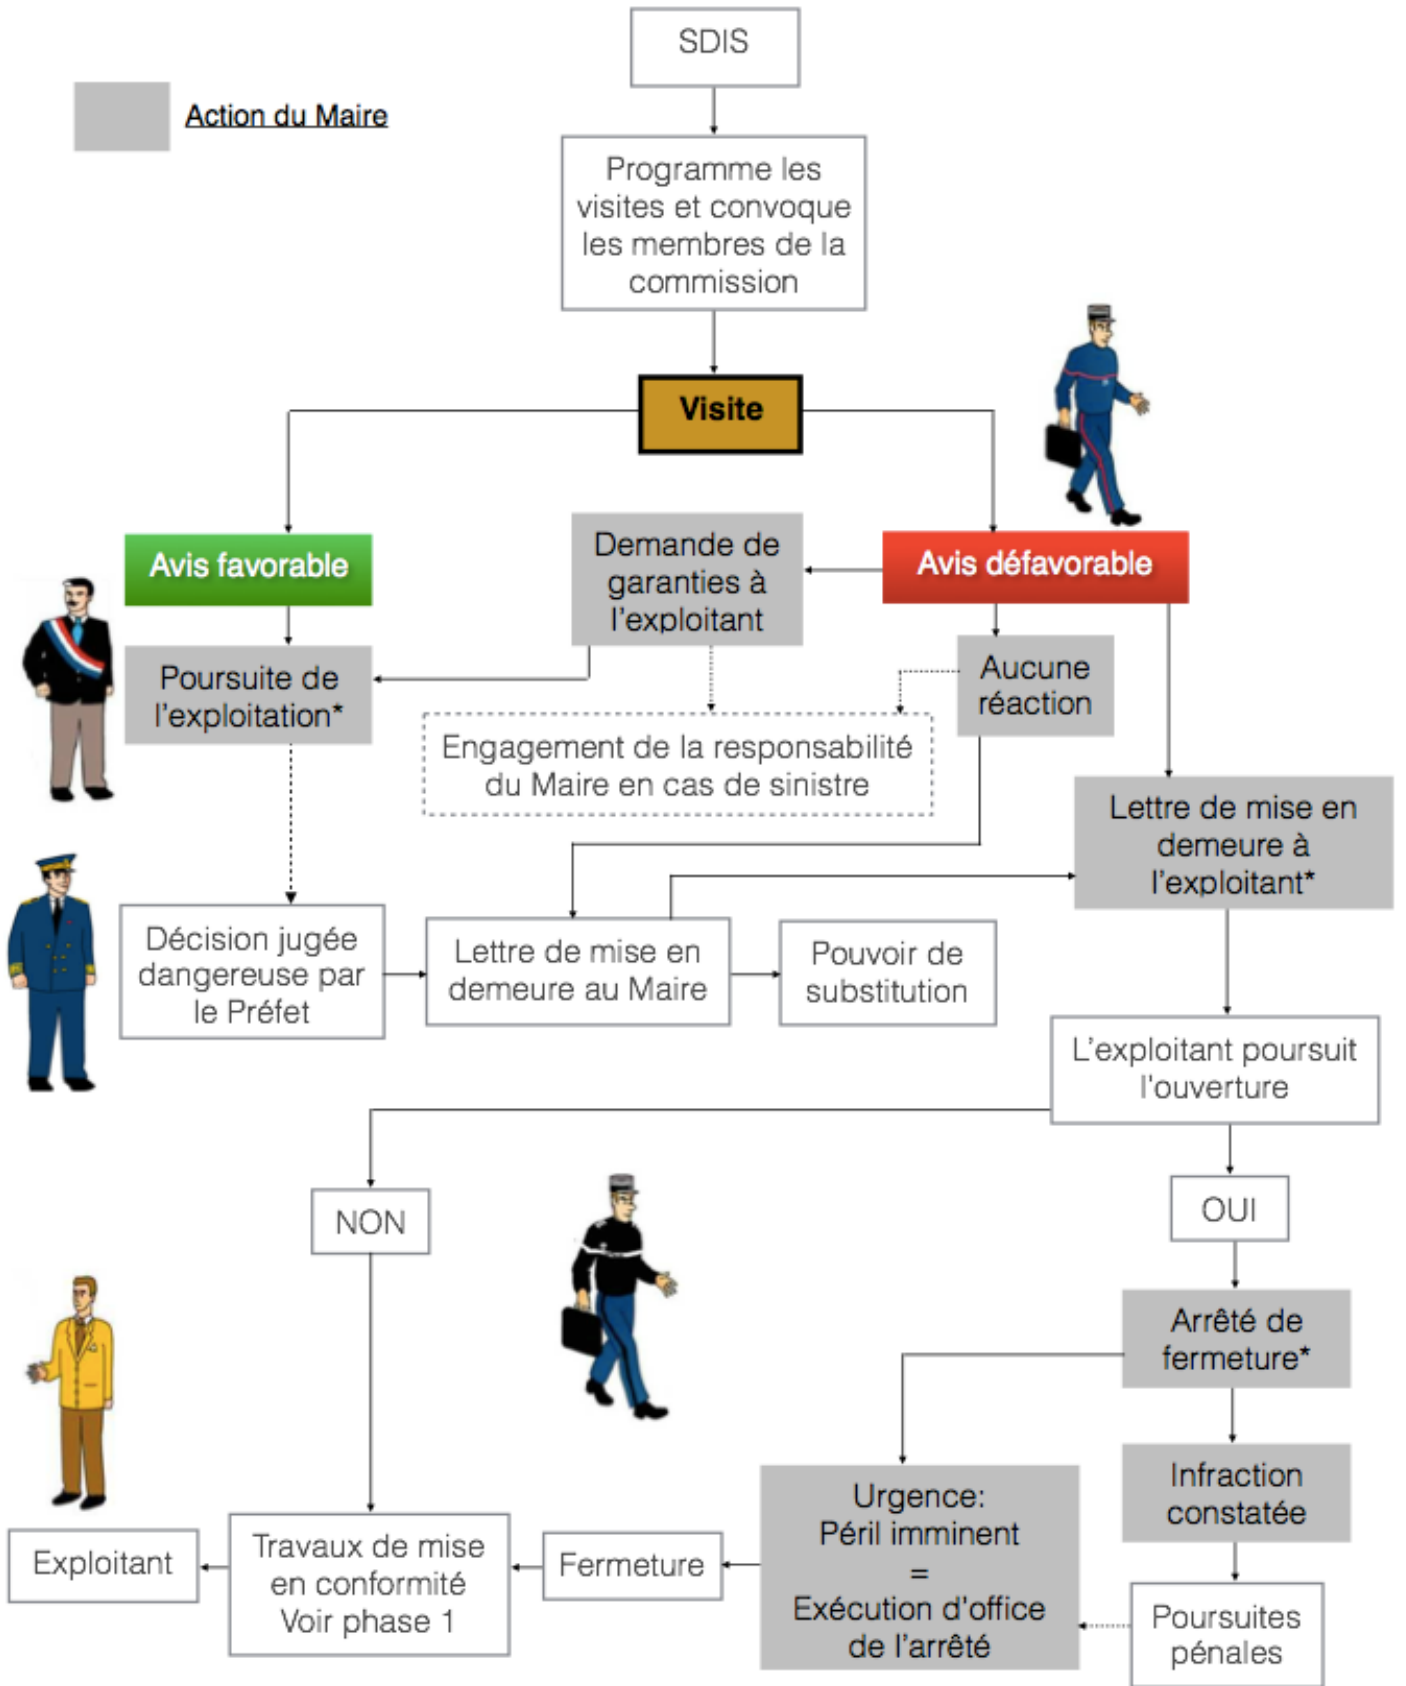 SDIS
Action du Maire
Programme les
visites et convoque
les membres de la
commission
Visite
Avis favorable
Demande de
garanties à
l'exploitant
Avis défavorable
Poursuite de
l'exploitation*
Aucune
réaction
Engagement de la responsabilité
du Maire en cas de sinistre
Lettre de mise en
demeure à
l'exploitant*
Décision jugée
dangereuse par
le Préfet
Lettre de mise en
demeure au Maire
Pouvoir de
substitution
L'exploitant poursuit
l'ouverture
NON
OUI
Arrêté de
fermeture*
Infraction
constatée
Urgence:
Péril imminent
=
Exécution d'office
de l'arrêté
Exploitant
Travaux de mise
en conformité
Voir phase 1
Fermeture
Poursuites
pénales